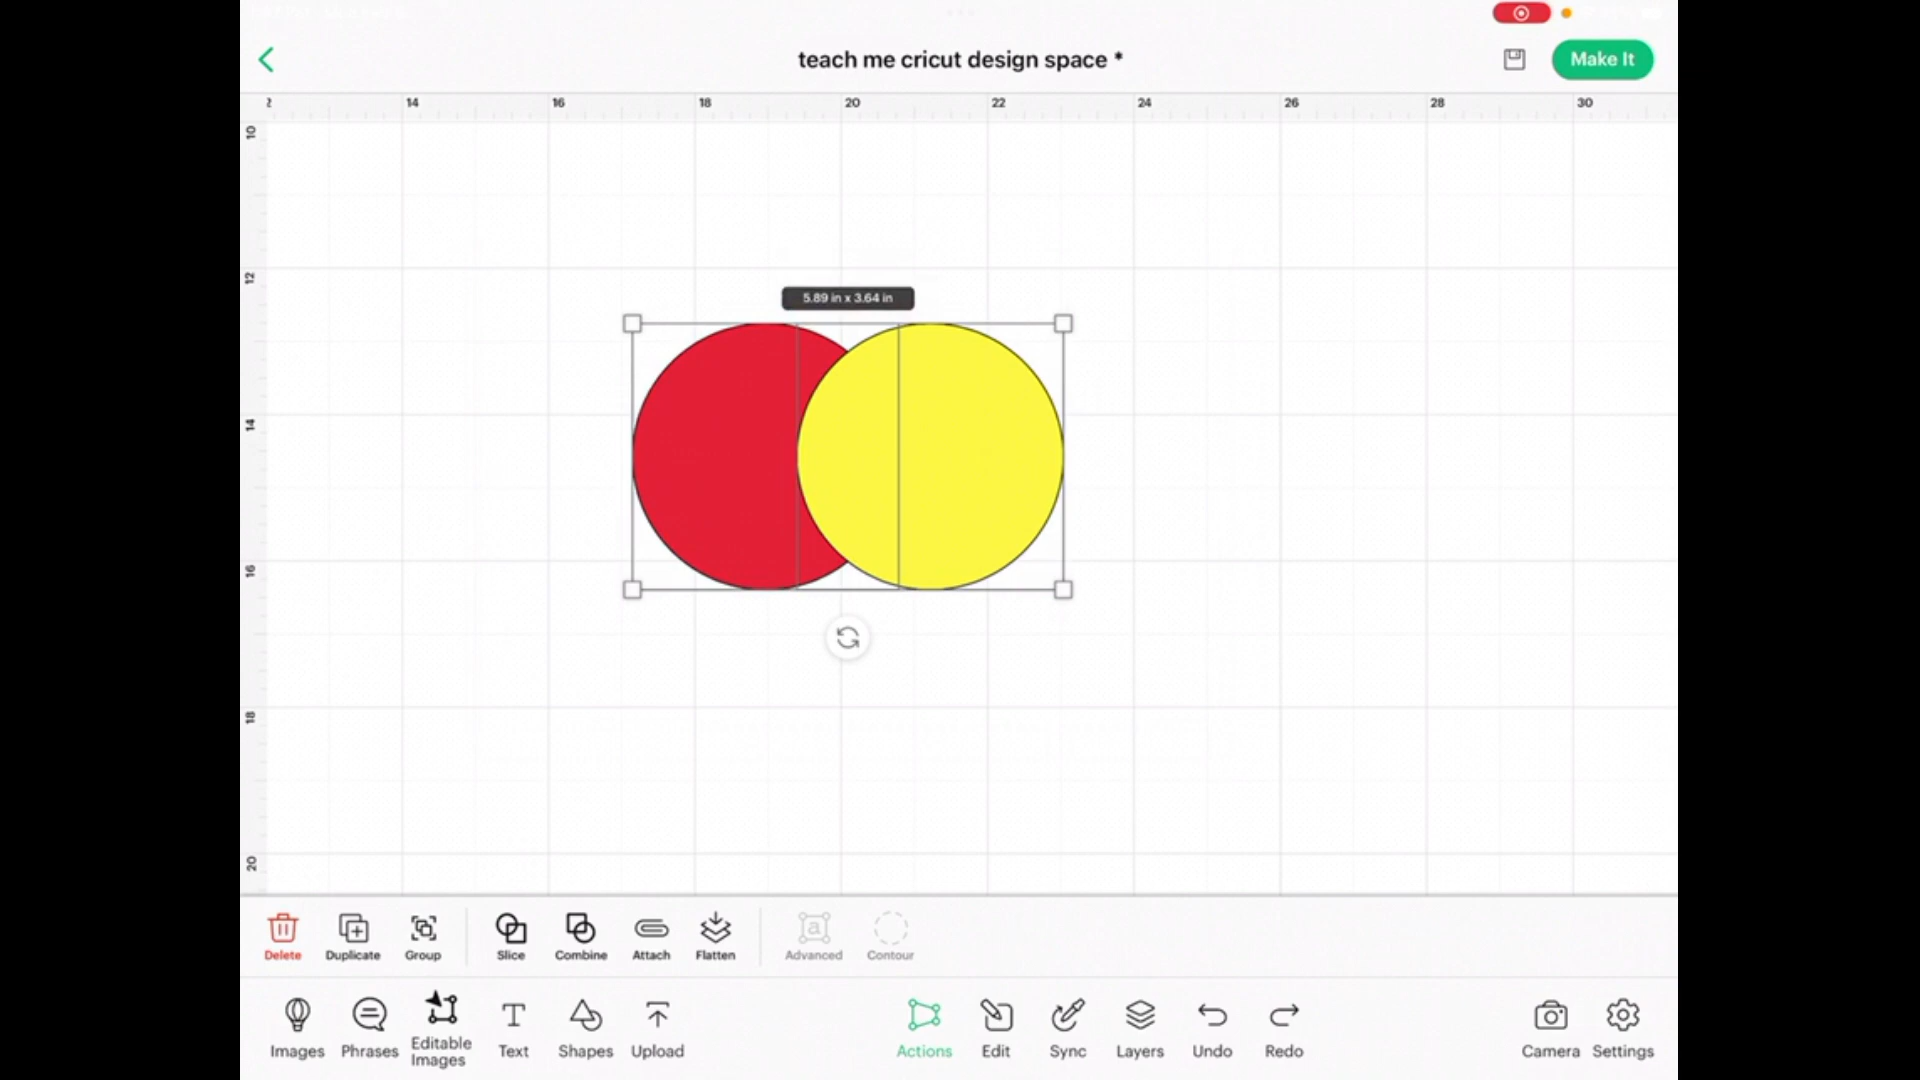 teach me cricut design space *
Make It
2 14 16 18 20 22 24 26 28 30
10
12
5.89 in x 3.64 in
14
16
18
20
Delete Duplicate Group Slice Combine Attach Flatten Advanced Contour
Images Phrases Editable Images Text Shapes Upload Actions Edit Sync Layers Undo Redo Camera Settings